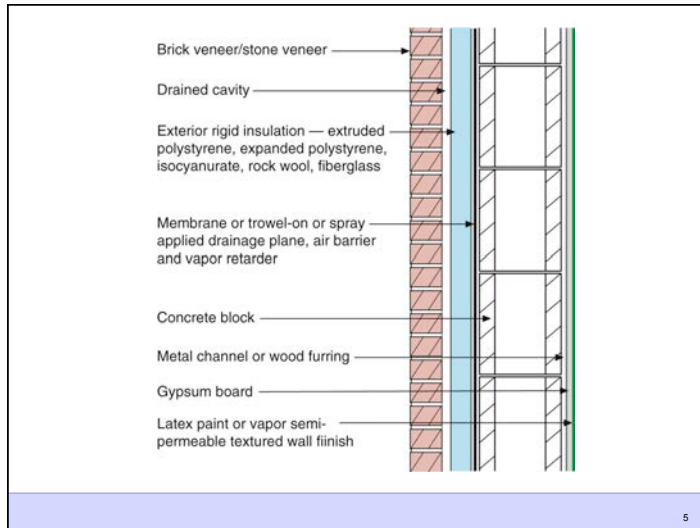 Brick veneer/stone veneer
Drained cavity
Exterior rigid insulation — extruded
polystyrene, expanded polystyrene,
isocyanurate, rock wool, fiberglass
Membrane or trowel-on or spray
applied drainage plane, air barrier
and vapor retarder
Concrete block
Metal channel or wood furring
Gypsum board
Latex paint or vapor semi-
permeable textured wall fiinish
5